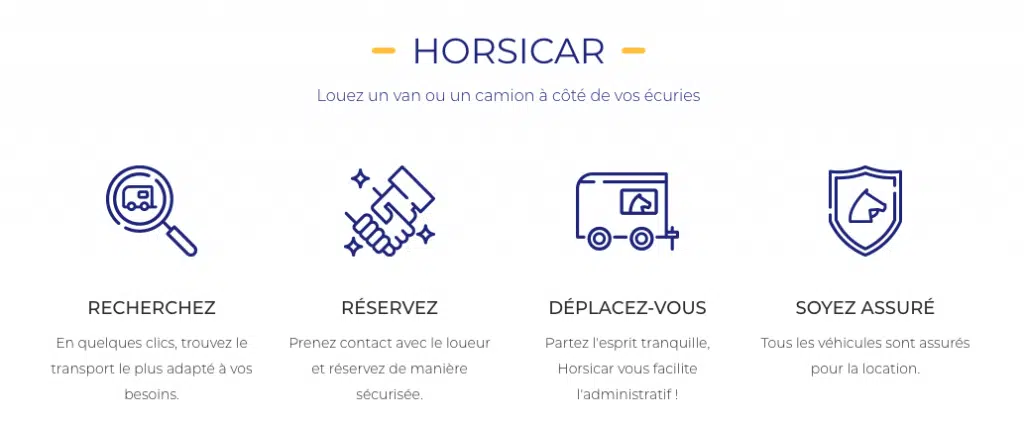 HORSICAR
Louez un van ou un camion à côté de vos écuries
RECHERCHEZ
En quelques clics, trouvez le
transport le plus adapté à vos
besoins.
RÉSERVEZ
Prenez contact avec le loueur
et réservez de manière
sécurisée.
DÉPLACEZ-VOUS
Partez l'esprit tranquille,
Horsicar vous facilite
l'administratif !
SOYEZ ASSURÉ
Tous les véhicules sont assurés
pour la location.